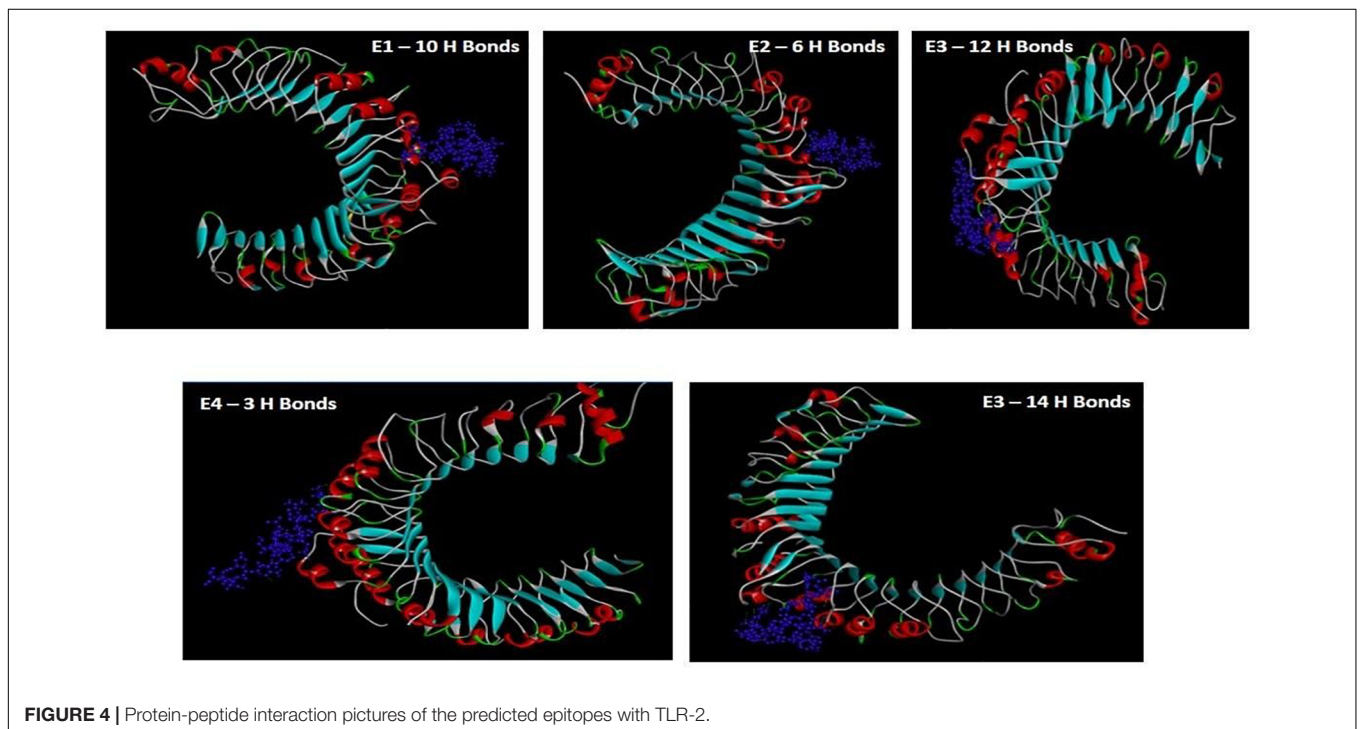 E1 – 10 H Bonds
E2 – 6 H Bonds
E3 – 12 H Bonds
E4 – 3 H Bonds
E3 – 14 H Bonds
FIGURE 4 | Protein-peptide interaction pictures of the predicted epitopes with TLR-2.